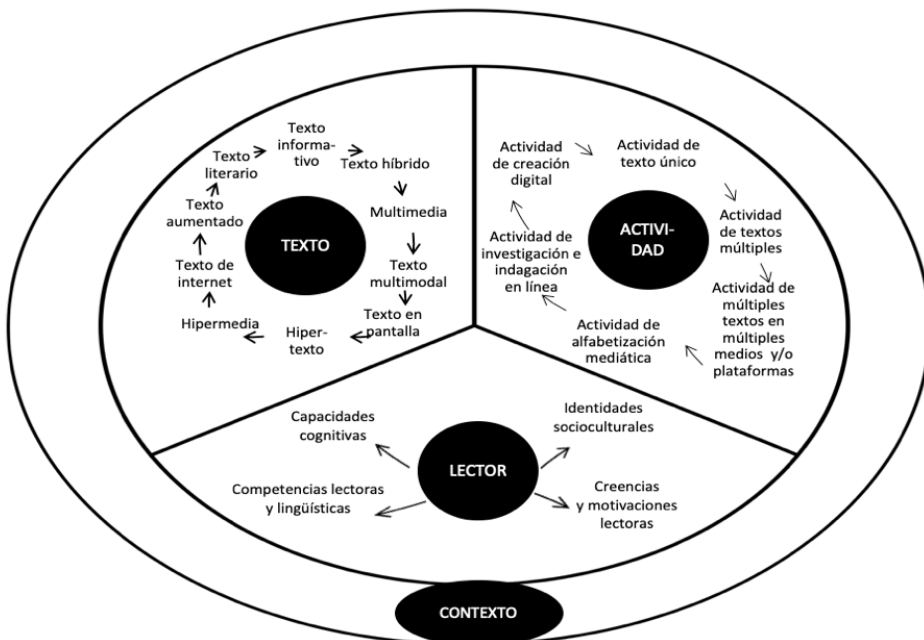 Texto
informa-
tivo
Texto híbrido
Multimedia
Texto
multimodal
Texto en
pantalla
Hiper-
texto
Hipermedia
Texto de
internet
Texto
aumentado
Texto
literario
TEXTO
Actividad
de creación
digital
Actividad de
texto único
Actividad
de textos
múltiples
Actividad de
múltiples
textos en
múltiples
medios y/o
plataformas
Actividad de
alfabetización
mediática
Actividad de
investigación e
indagación
en línea
ACTIVI-
DAD
Capacidades
cognitivas
Identidades
socioculturales
LECTOR
Competencias lectoras
y lingüísticas
Creencias
y motivaciones
lectoras
CONTEXTO